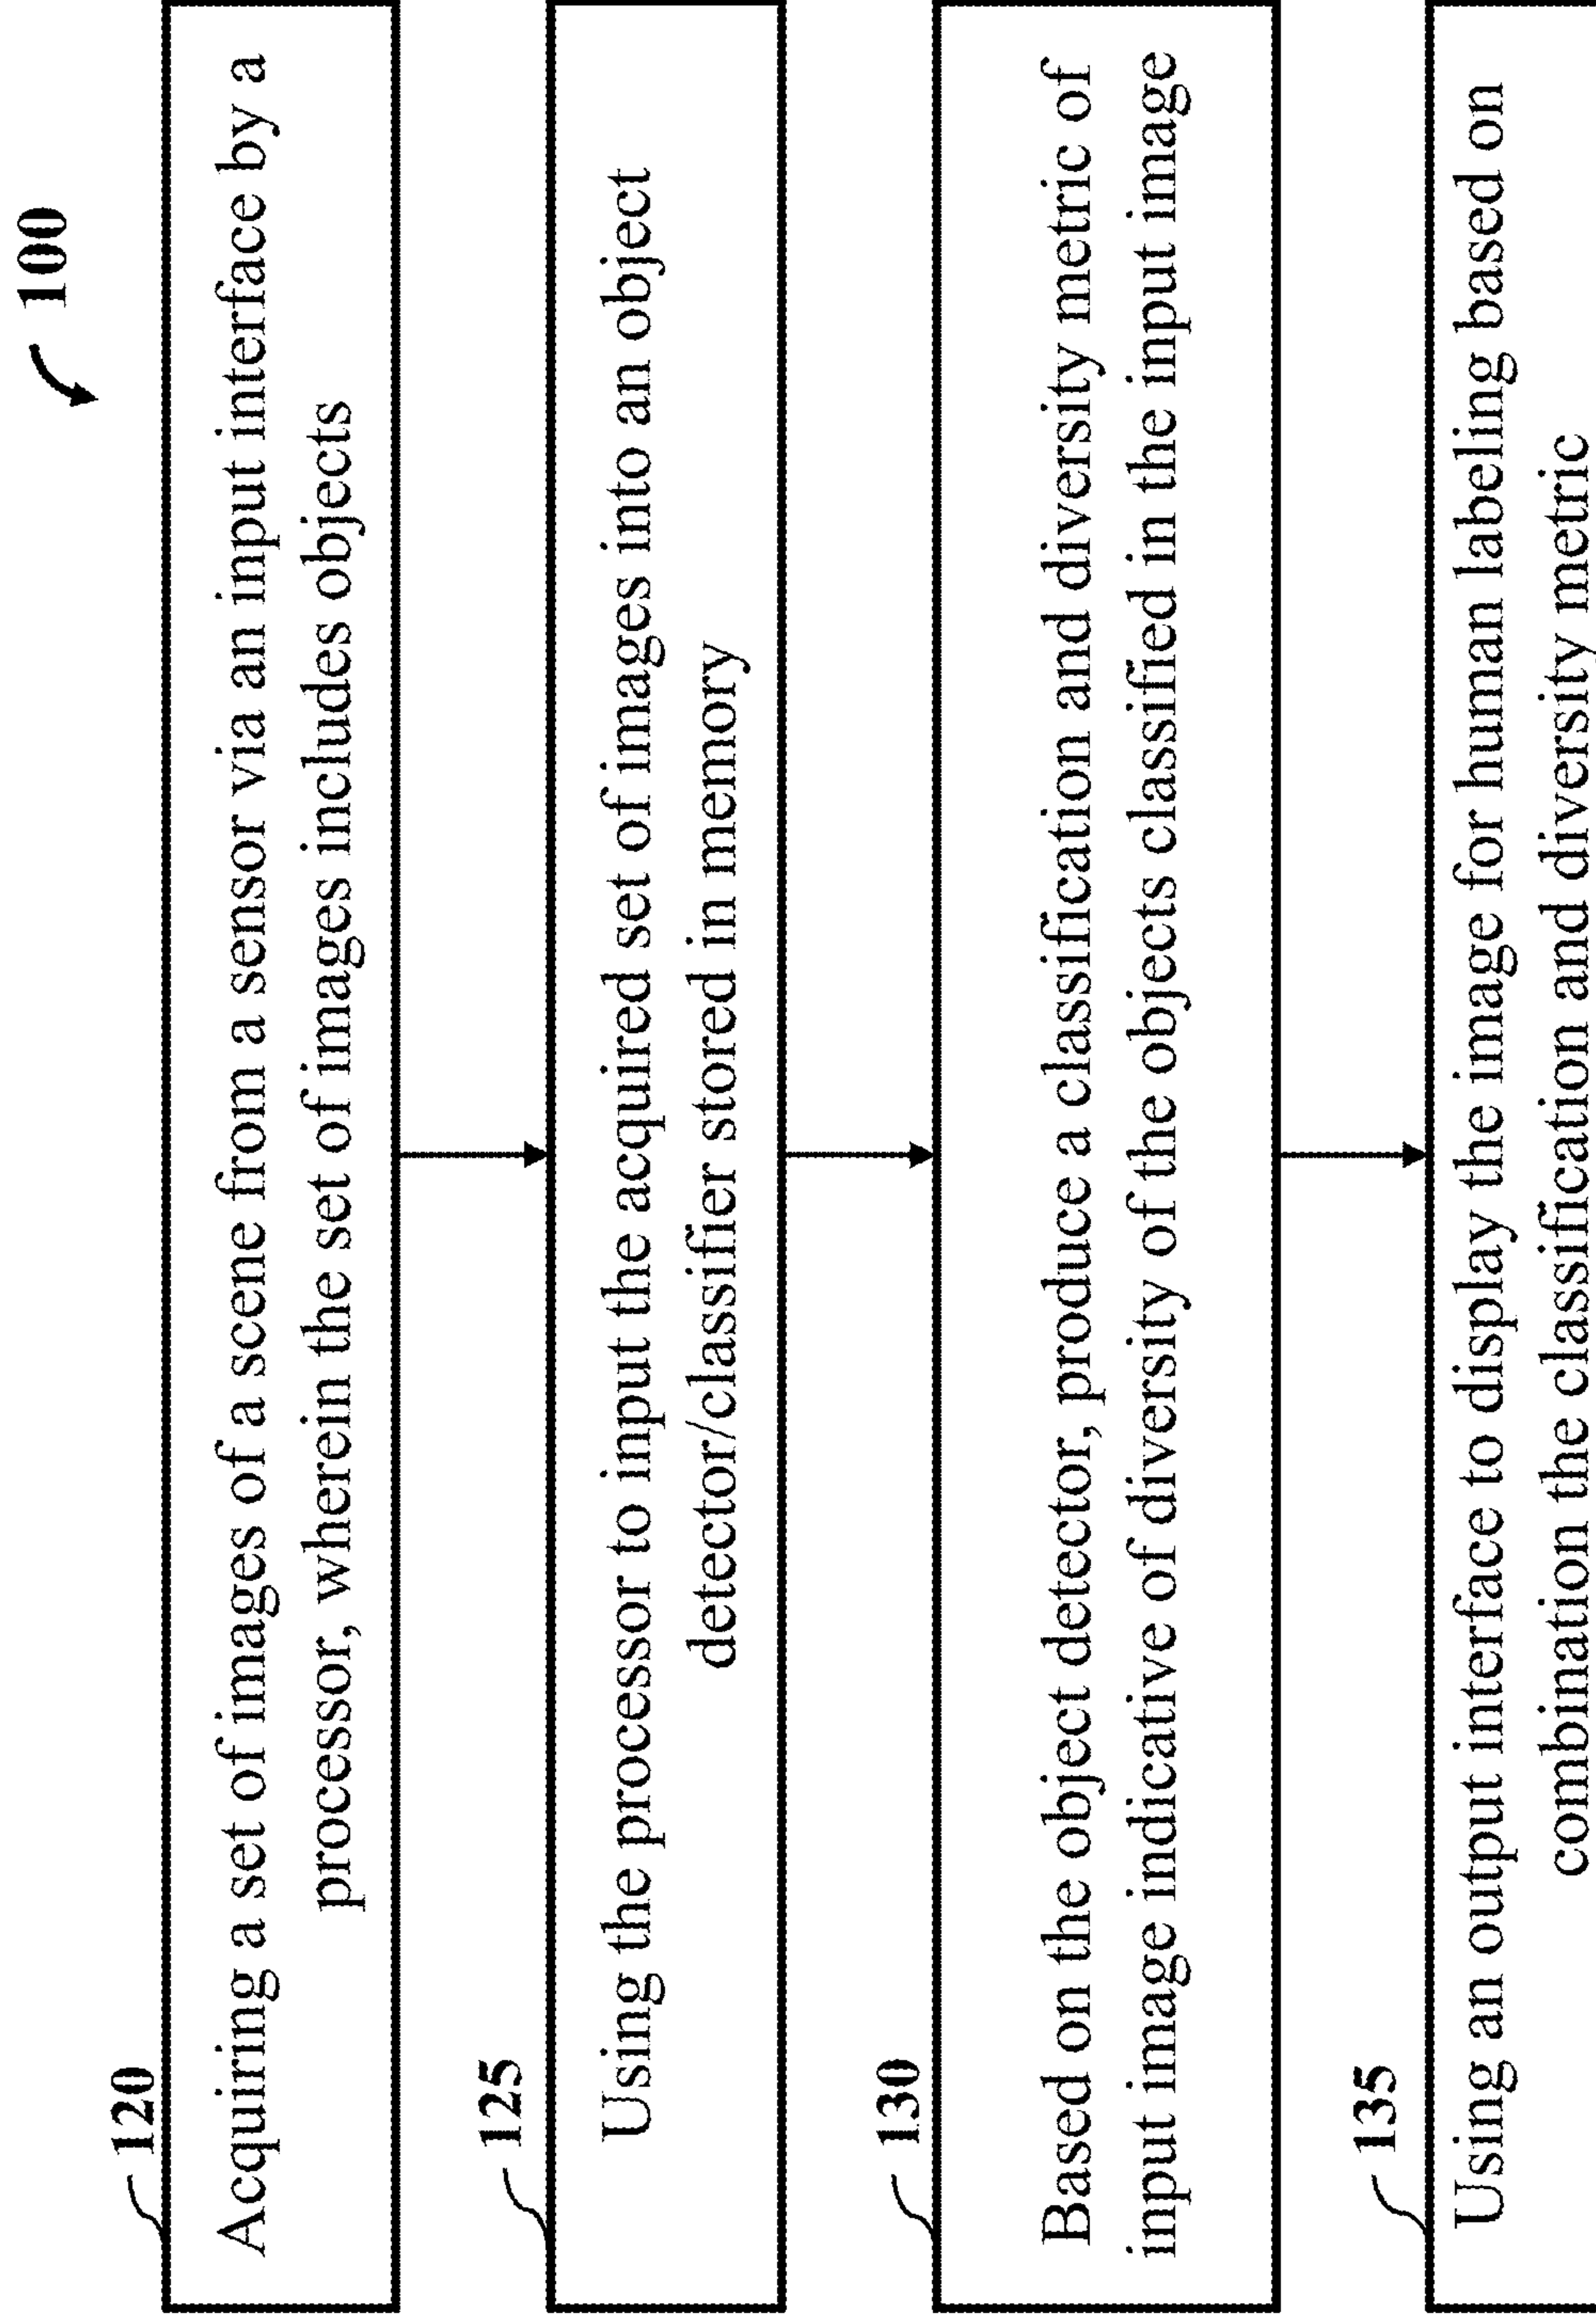 100
120
Acquiring a set of images of a scene from a sensor via an input interface by a
processor, wherein the set of images includes objects
125
Using the processor to input the acquired set of images into an object
detector/classifier stored in memory
130
Based on the object detector, produce a classification and diversity metric of
input image indicative of diversity of the objects classified in the input image
135
Using an output interface to display the image for human labeling based on
combination the classification and diversity metric